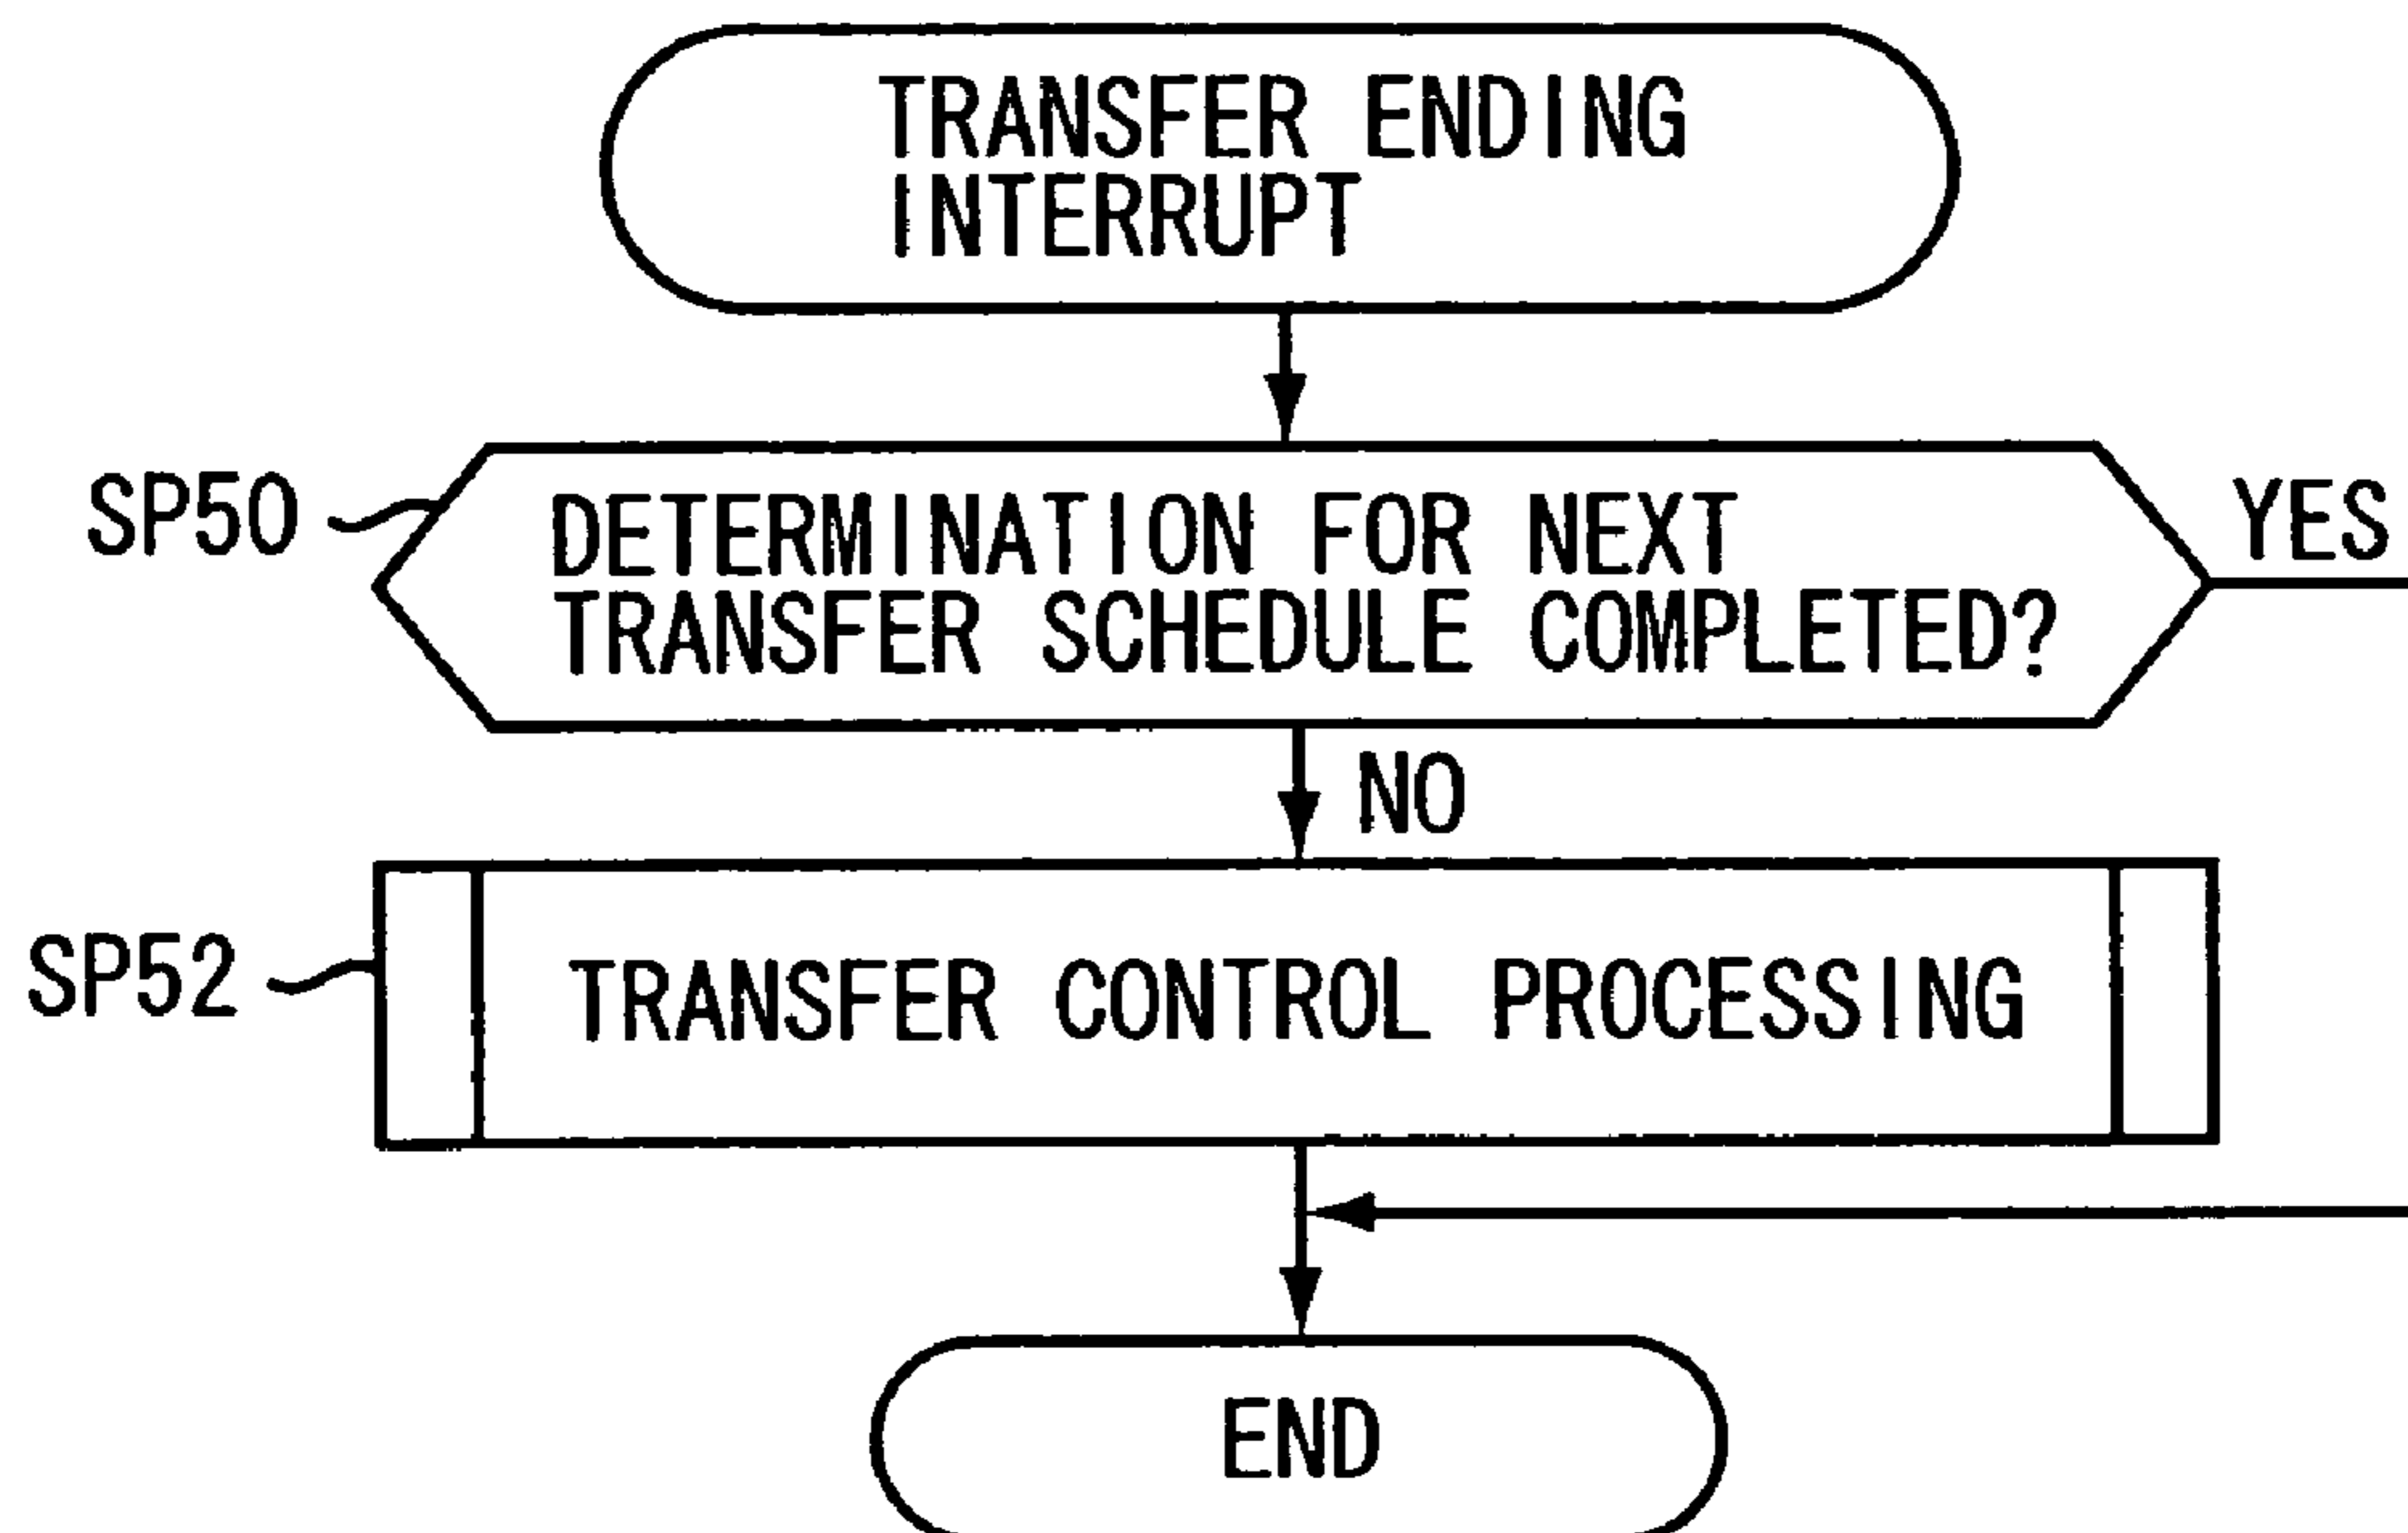 TRANSFER ENDING
INTERRUPT
SP50
DETERMINATION FOR NEXT
TRANSFER SCHEDULE COMPLETED?
YES
NO
SP52
TRANSFER CONTROL PROCESSING
END